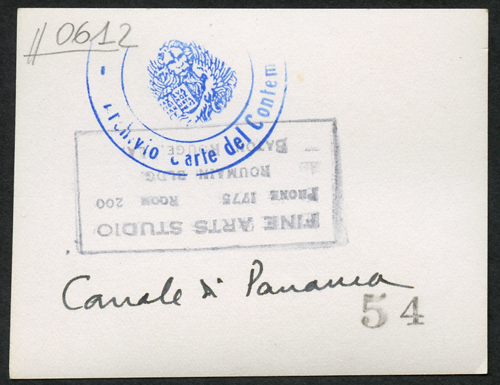 //0612
Archivio Carte del Contem
BATON ROUGE
ROUMAIN BLDG.
PHONE 1775 ROOM 200
FINE ARTS STUDIO
Canale di Panama
54